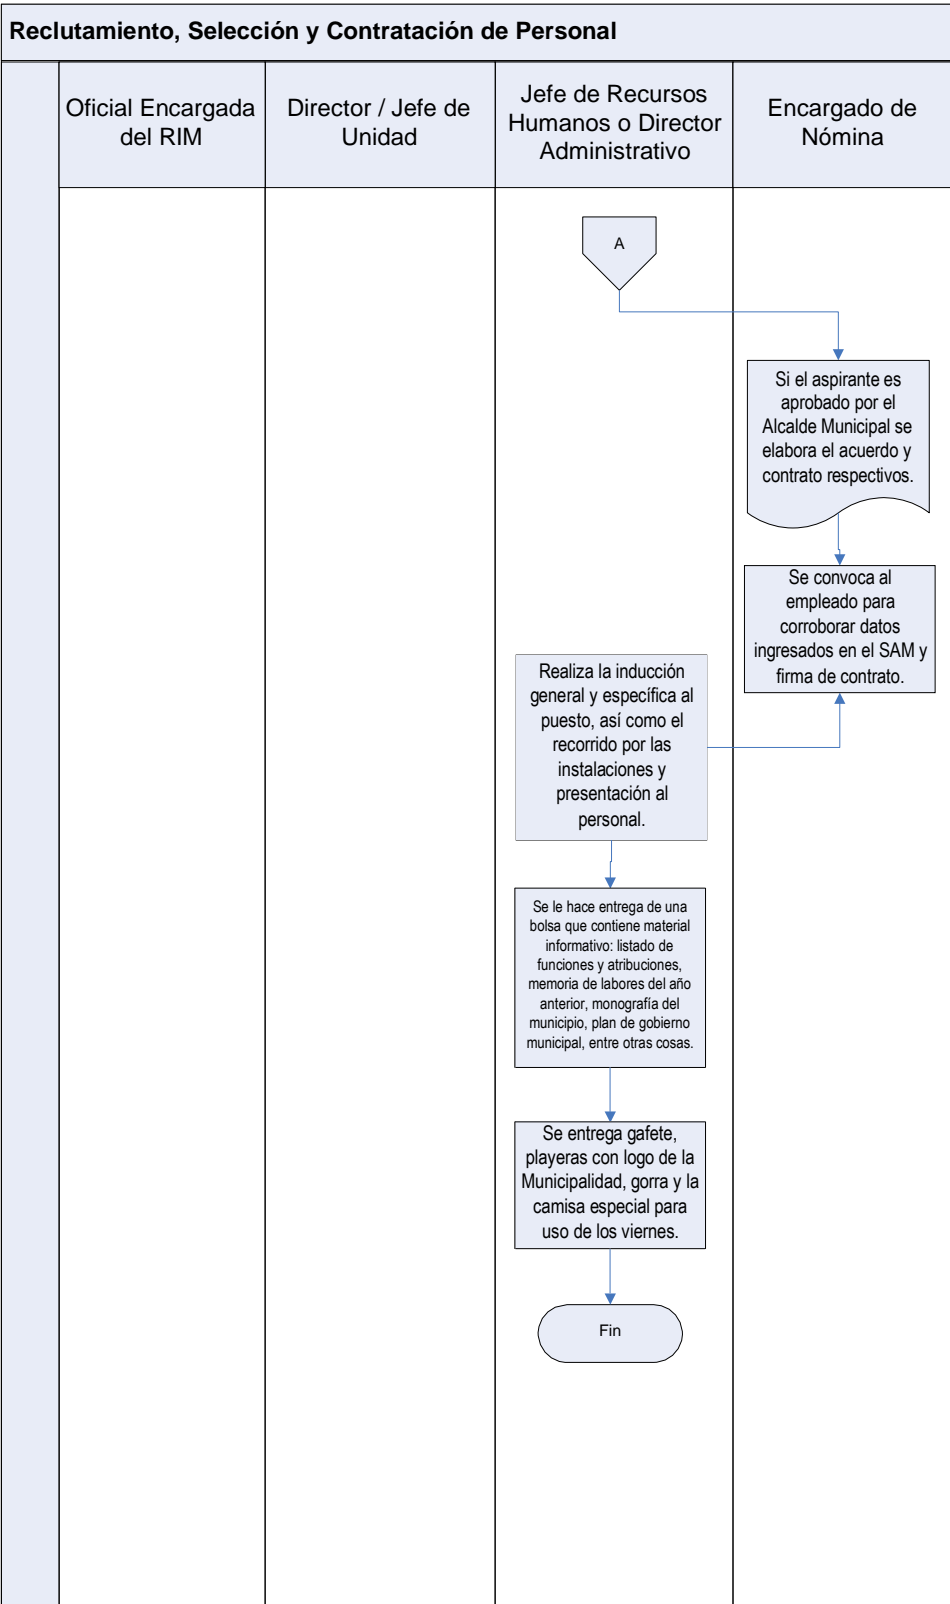 Reclutamiento, Selección y Contratación de Personal
Oficial Encargada
del RIM
Director / Jefe de
Unidad
Jefe de Recursos
Humanos o Director
Administrativo
Encargado de
Nómina
A
Si el aspirante es
aprobado por el
Alcalde Municipal se
elabora el acuerdo y
contrato respectivos.
Se convoca al
empleado para
corroborar datos
ingresados en el SAM y
firma de contrato.
Realiza la inducción
general y específica al
puesto, así como el
recorrido por las
instalaciones y
presentación al
personal.
Se le hace entrega de una
bolsa que contiene material
informativo: listado de
funciones y atribuciones,
memoria de labores del año
anterior, monografía del
municipio, plan de gobierno
municipal, entre otras cosas.
Se entrega gafete,
playeras con logo de la
Municipalidad, gorra y la
camisa especial para
uso de los viernes.
Fin